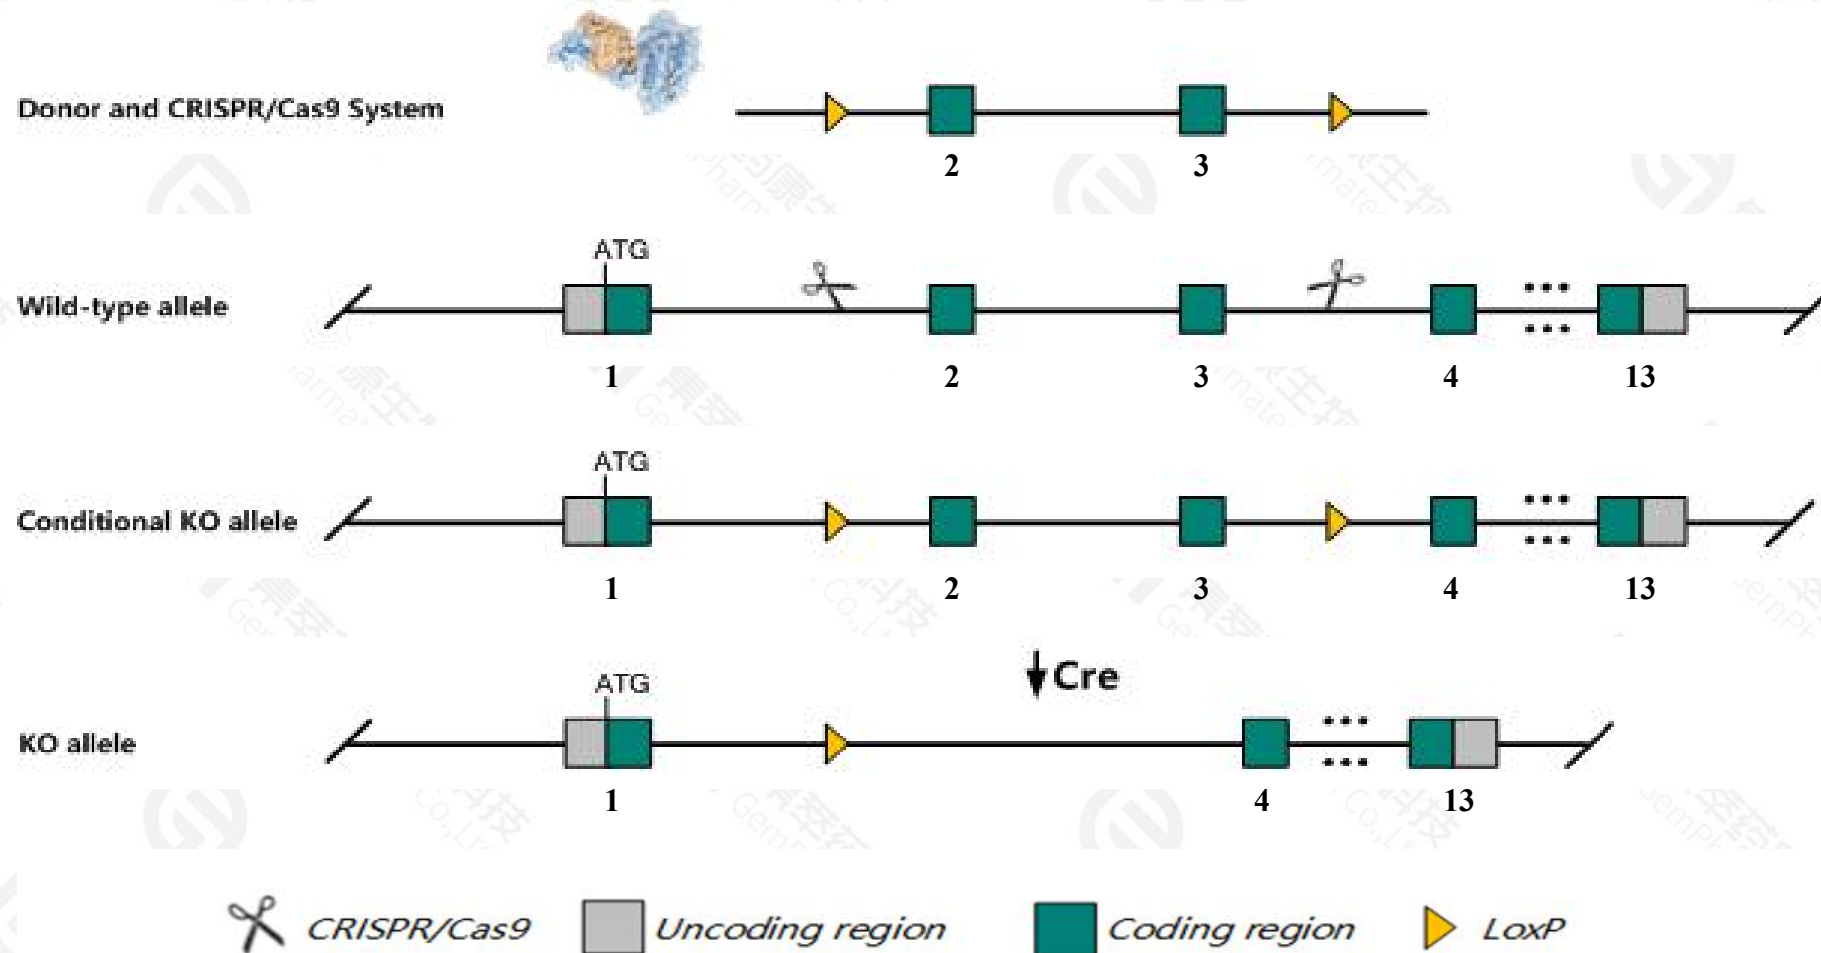 Donor and CRISPR/Cas9 System
2 3
ATG
Wild-type allele
1 2 3 4 13
ATG
Conditional KO allele
1 2 3 4 13
Cre
ATG
KO allele
1 4 13
CRISPR/Cas9 Uncoding region Coding region LoxP